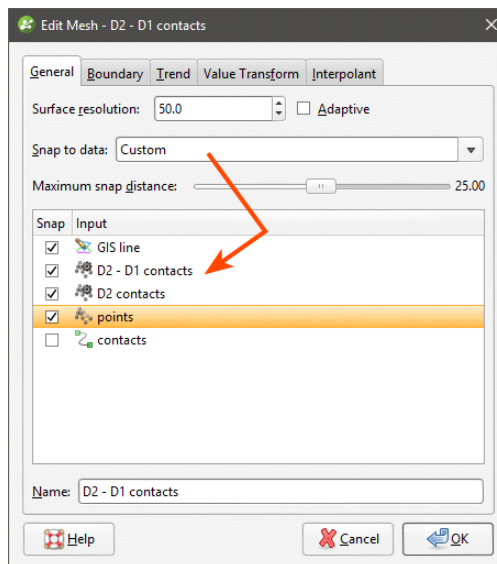 Edit Mesh - D2 - D1 contacts
General Boundary Trend Value Transform Interpolant
Surface resolution: 50.0 Adaptive
Snap to data: Custom
Maximum snap distance: 25.00
Snap Input
GIS line
D2 - D1 contacts
D2 contacts
points
contacts
Name: D2 - D1 contacts
Help Cancel OK